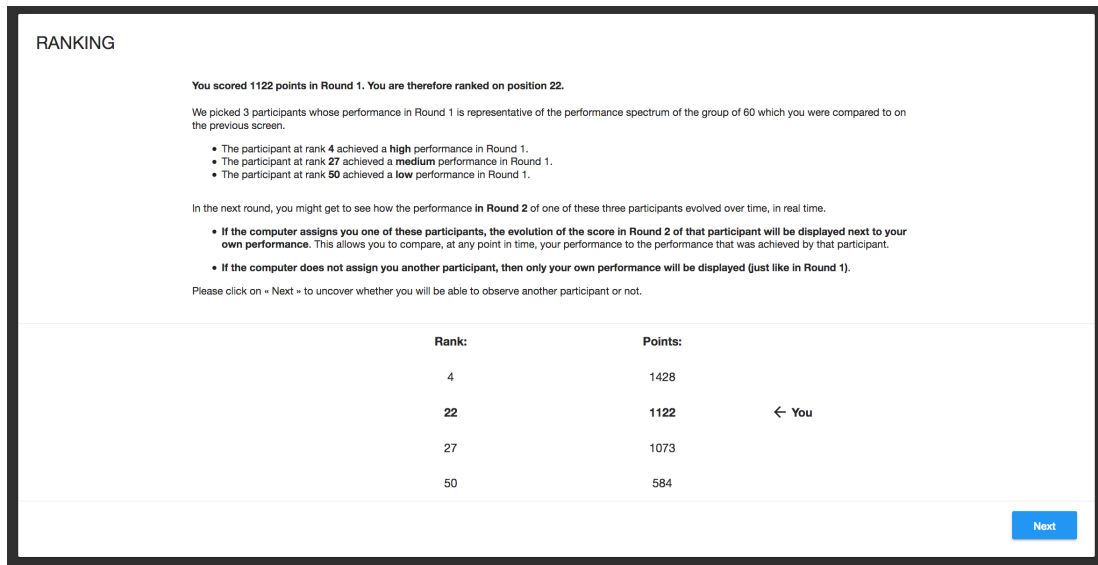 RANKING
You scored 1122 points in Round 1. You are therefore ranked on position 22.
We picked 3 participants whose performance in Round 1 is representative of the performance spectrum of the group of 60 which you were compared to on
the previous screen.
• The participant at rank 4 achieved a high performance in Round 1.
• The participant at rank 27 achieved a medium performance in Round 1.
• The participant at rank 50 achieved a low performance in Round 1.
In the next round, you might get to see how the performance in Round 2 of one of these three participants evolved over time, in real time.
• If the computer assigns you one of these participants, the evolution of the score in Round 2 of that participant will be displayed next to your
own performance. This allows you to compare, at any point in time, your performance to the performance that was achieved by that participant.
• If the computer does not assign you another participant, then only your own performance will be displayed (just like in Round 1).
Please click on « Next » to uncover whether you will be able to observe another participant or not.
Rank: Points:
4 1428
22 1122 ← You
27 1073
50 584
Next